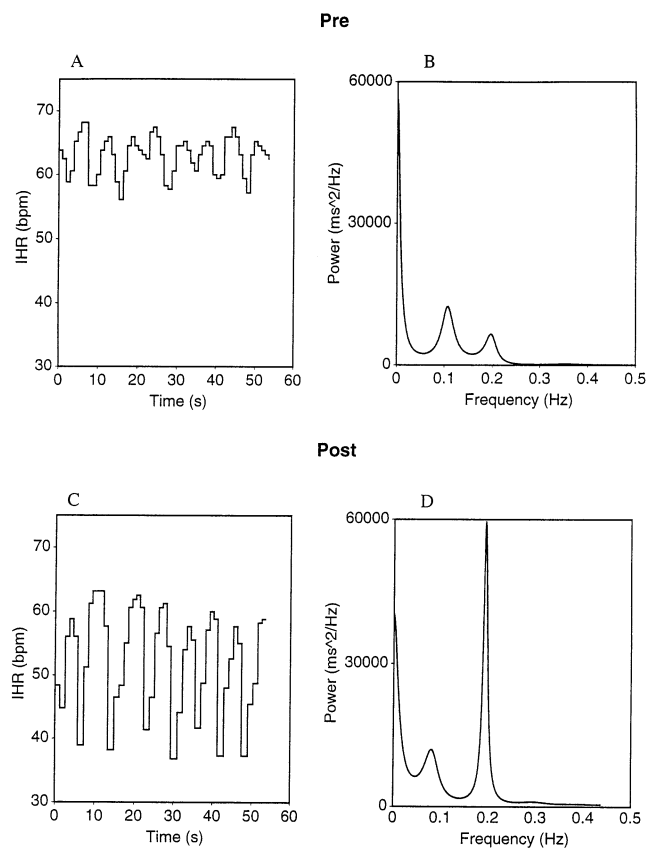 Pre
A
B
70
60
50
40
30
IHR (bpm)
0 10 20 30 40 50 60
Time (s)
60000
30000
0
Power (ms^2/Hz)
0 0.1 0.2 0.3 0.4 0.5
Frequency (Hz)
Post
C
D
70
60
50
40
30
IHR (bpm)
0 10 20 30 40 50 60
Time (s)
60000
30000
0
Power (ms^2/Hz)
0 0.1 0.2 0.3 0.4 0.5
Frequency (Hz)